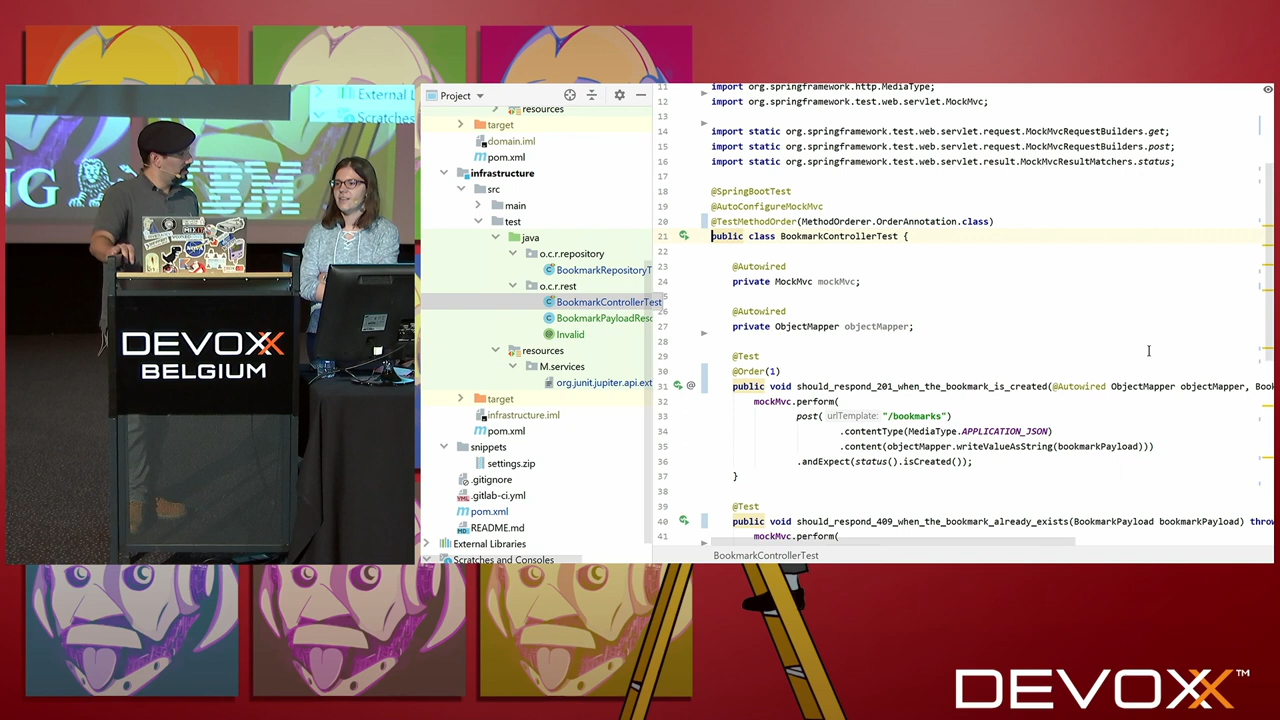 External L
Scratches
NG
IBM
MIX-IT
NASA
DEVOXX
BELGIUM
Project
resources
target
domain.iml
pom.xml
infrastructure
src
main
test
java
o.c.r.repository
BookmarkRepositoryT
o.c.r.rest
BookmarkControllerTest
BookmarkPayloadReso
Invalid
resources
M.services
org.junit.jupiter.api.ext
target
infrastructure.iml
pom.xml
snippets
settings.zip
.gitignore
.gitlab-ci.yml
pom.xml
README.md
External Libraries
Scratches and Consoles
11 import org.springframework.http.MediaType;
12 import org.springframework.test.web.servlet.MockMvc;
13
14 import static org.springframework.test.web.servlet.request.MockMvcRequestBuilders.get;
15 import static org.springframework.test.web.servlet.request.MockMvcRequestBuilders.post;
16 import static org.springframework.test.web.servlet.result.MockMvcResultMatchers.status;
17
18 @SpringBootTest
19 @AutoConfigureMockMvc
20 @TestMethodOrder(MethodOrderer.OrderAnnotation.class)
21 public class BookmarkControllerTest {
22
23 @Autowired
24 private MockMvc mockMvc;
25
26 @Autowired
27 private ObjectMapper objectMapper;
28
29 @Test
30 @Order(1)
31 @ public void should_respond_201_when_the_bookmark_is_created(@Autowired ObjectMapper objectMapper, Boo
32 mockMvc.perform(
33 post( urlTemplate: "/bookmarks")
34 .contentType(MediaType.APPLICATION_JSON)
35 .content(objectMapper.writeValueAsString(bookmarkPayload)))
36 .andExpect(status().isCreated());
37 }
38
39 @Test
40 public void should_respond_409_when_the_bookmark_already_exists(BookmarkPayload bookmarkPayload) throw
41 mockMvc.perform(
BookmarkControllerTest
DEVOXX™